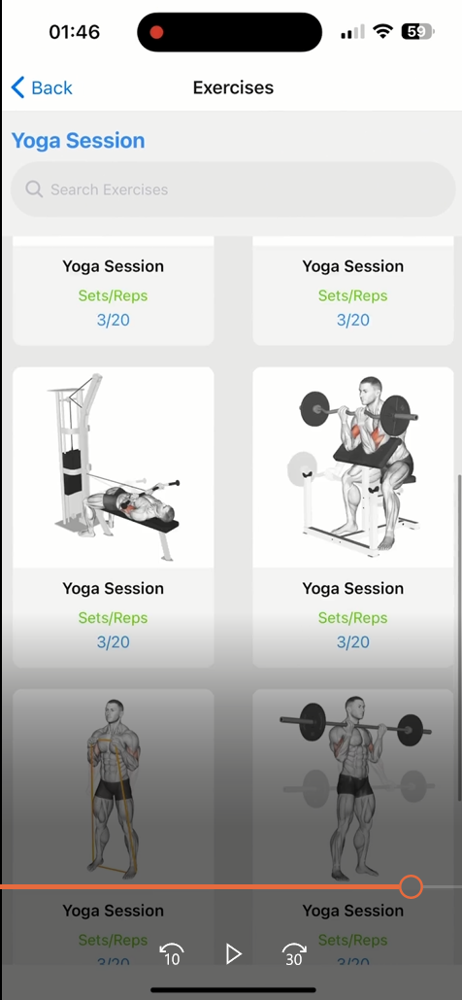 01:46
59
Back
Exercises
Yoga Session
Search Exercises
Yoga Session
Sets/Reps
3/20
Yoga Session
Sets/Reps
3/20
Yoga Session
Sets/Reps
3/20
Yoga Session
Sets/Reps
3/20
Yoga Session
Sets/Reps
3/20
Yoga Session
Sets/Reps
3/20
10
30